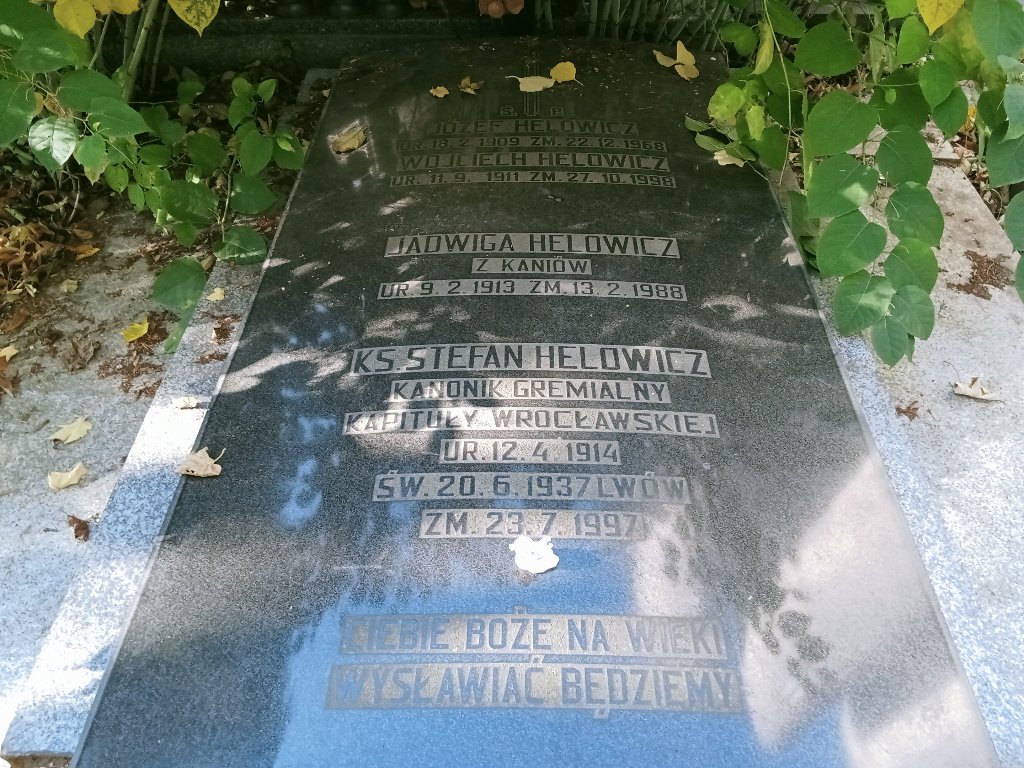 Ś P
JÓZEF HELOWICZ
UR. 18. 2. 1909 ZM. 22. 12. 1968
WOJCIECH HELOWICZ
UR. 11. 9. 1911 ZM. 27. 10. 1998
JADWIGA HELOWICZ
Z KANIÓW
UR. 9. 2. 1913 ZM. 13. 2. 1988
KS. STEFAN HELOWICZ
KANONIK GREMIALNY
KAPITUŁY WROCŁAWSKIEJ
UR. 12. 4. 1914
ŚW. 20. 6. 1937 LWÓW
ZM. 23. 7. 1997
CIEBIE BOŻE NA WIEKI
WYSŁAWIAĆ BĘDZIEMY